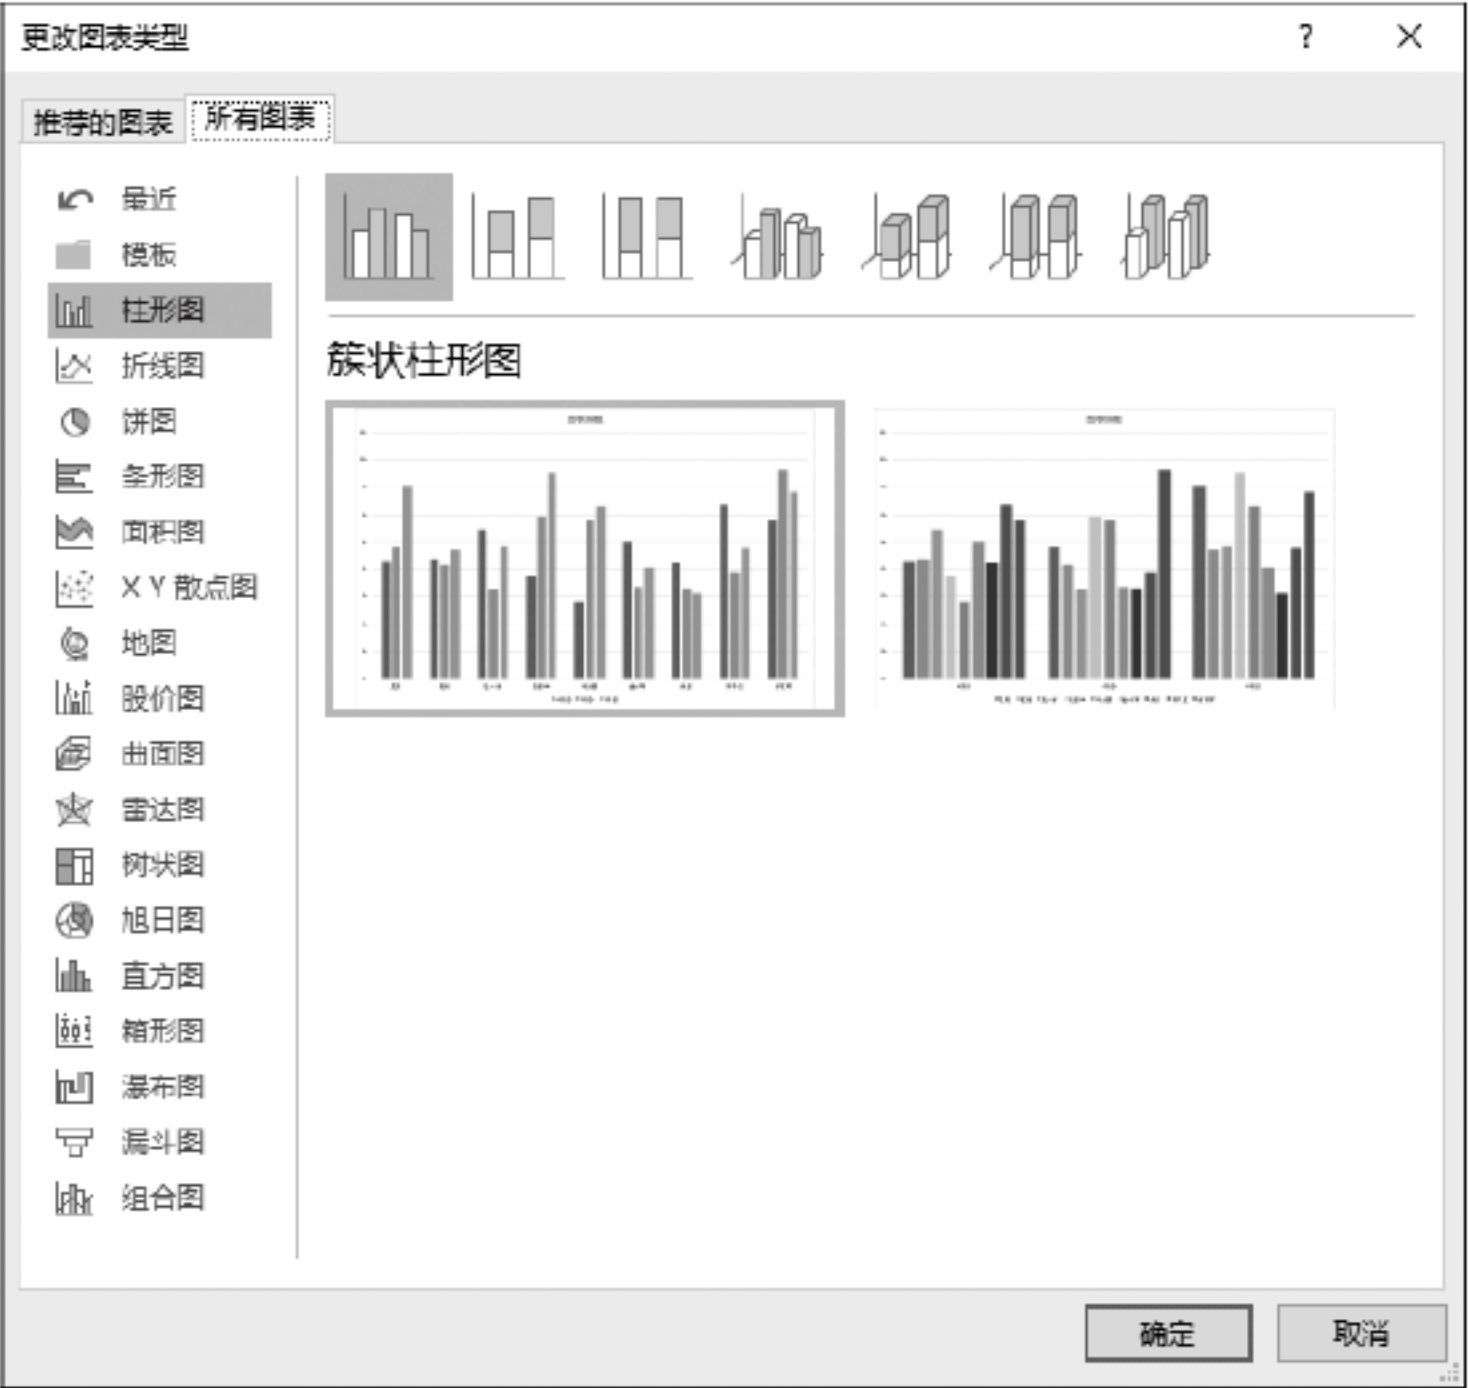 更改图表类型
推荐的图表
所有图表
最近
模板
柱形图
折线图
饼图
条形图
面积图
X Y 散点图
地图
股价图
曲面图
雷达图
树状图
旭日图
直方图
箱形图
瀑布图
漏斗图
组合图
簇状柱形图
确定
取消